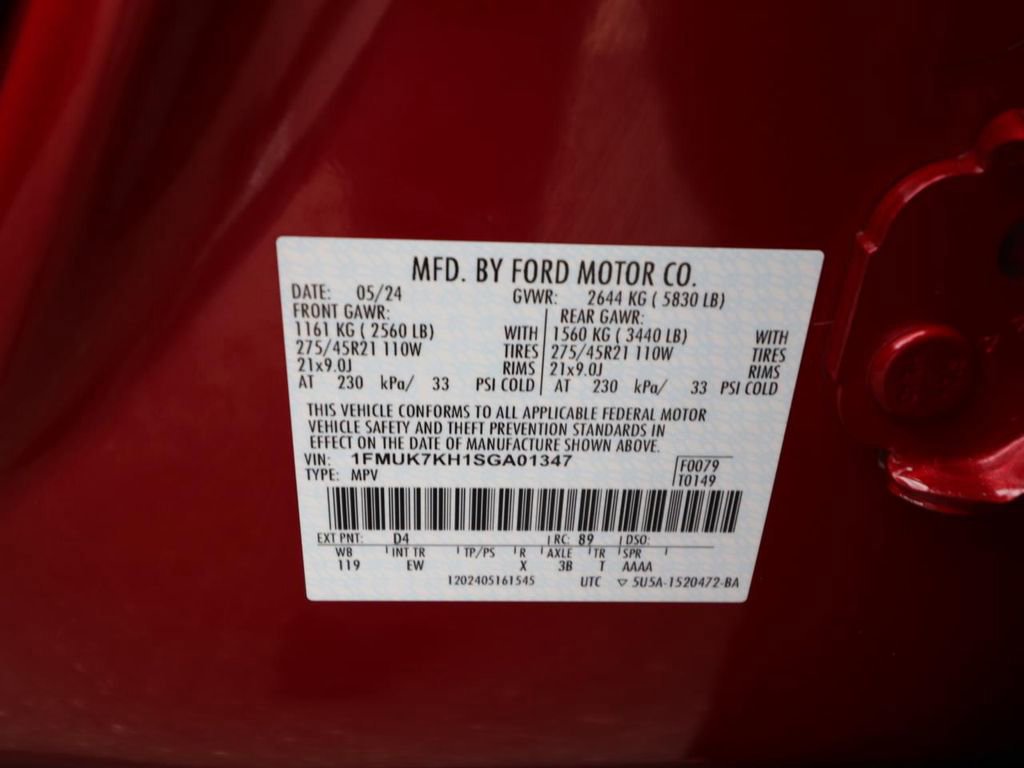 MFD. BY FORD MOTOR CO.
DATE: 05/24 GVWR: 2644 KG ( 5830 LB)
FRONT GAWR: REAR GAWR:
1161 KG ( 2560 LB) WITH 1560 KG ( 3440 LB) WITH
275/45R21 110W TIRES 275/45R21 110W TIRES
21x9.0J RIMS 21x9.0J RIMS
AT 230 kPa/ 33 PSI COLD AT 230 kPa/ 33 PSI COLD
THIS VEHICLE CONFORMS TO ALL APPLICABLE FEDERAL MOTOR
VEHICLE SAFETY AND THEFT PREVENTION STANDARDS IN
EFFECT ON THE DATE OF MANUFACTURE SHOWN ABOVE.
VIN: 1FMUK7KH1SGA01347 F0079
TYPE: MPV T0149
EXT PNT: D4 RC: 89 DSO:
WB INT TR TP/PS R AXLE TR SPR
119 EW X 3B T AAAA
1202405161545 UTC ▽ 5U5A-1520472-BA